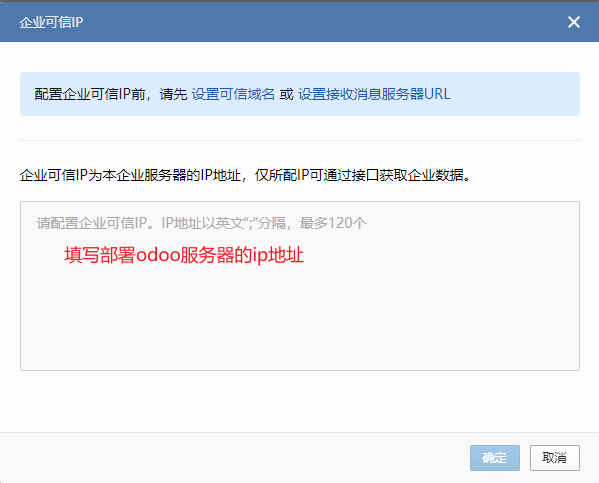 企业可信IP
配置企业可信IP前，请先 设置可信域名 或 设置接收消息服务器URL
企业可信IP为本企业服务器的IP地址，仅所配IP可通过接口获取企业数据。
请配置企业可信IP。IP地址以英文“;”分隔，最多120个
填写部署odoo服务器的ip地址
确定 取消